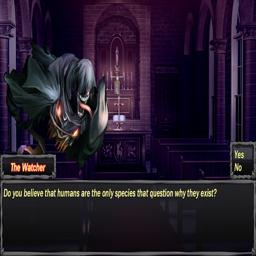 Yes
No
The Watcher
Do you believe that humans are the only species that question why they exist?